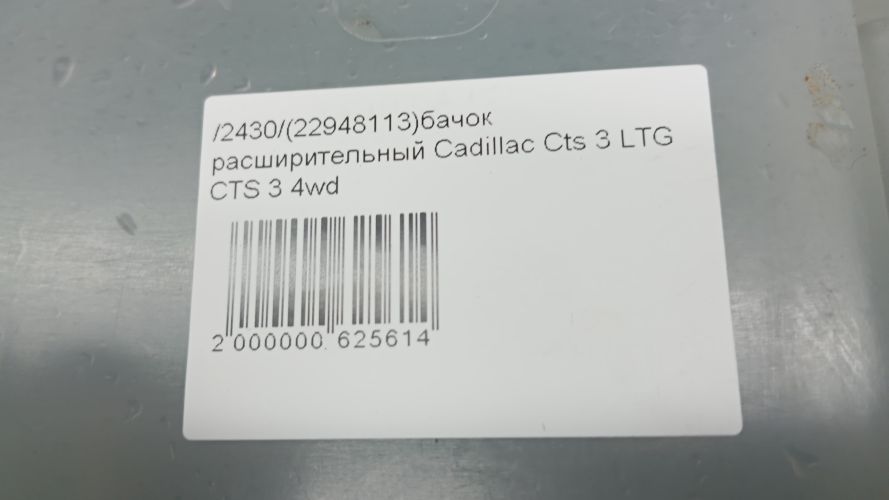 /2430/(22948113)бачок
расширительный Cadillac Cts 3 LTG
CTS 3 4wd
2 000000 625614